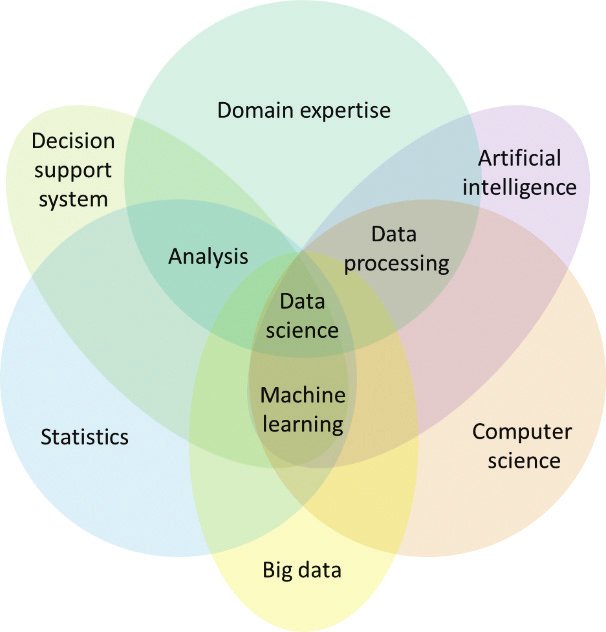 Domain expertise
Decision
support
system
Artificial
intelligence
Analysis
Data
processing
Data
science
Machine
learning
Statistics
Computer
science
Big data